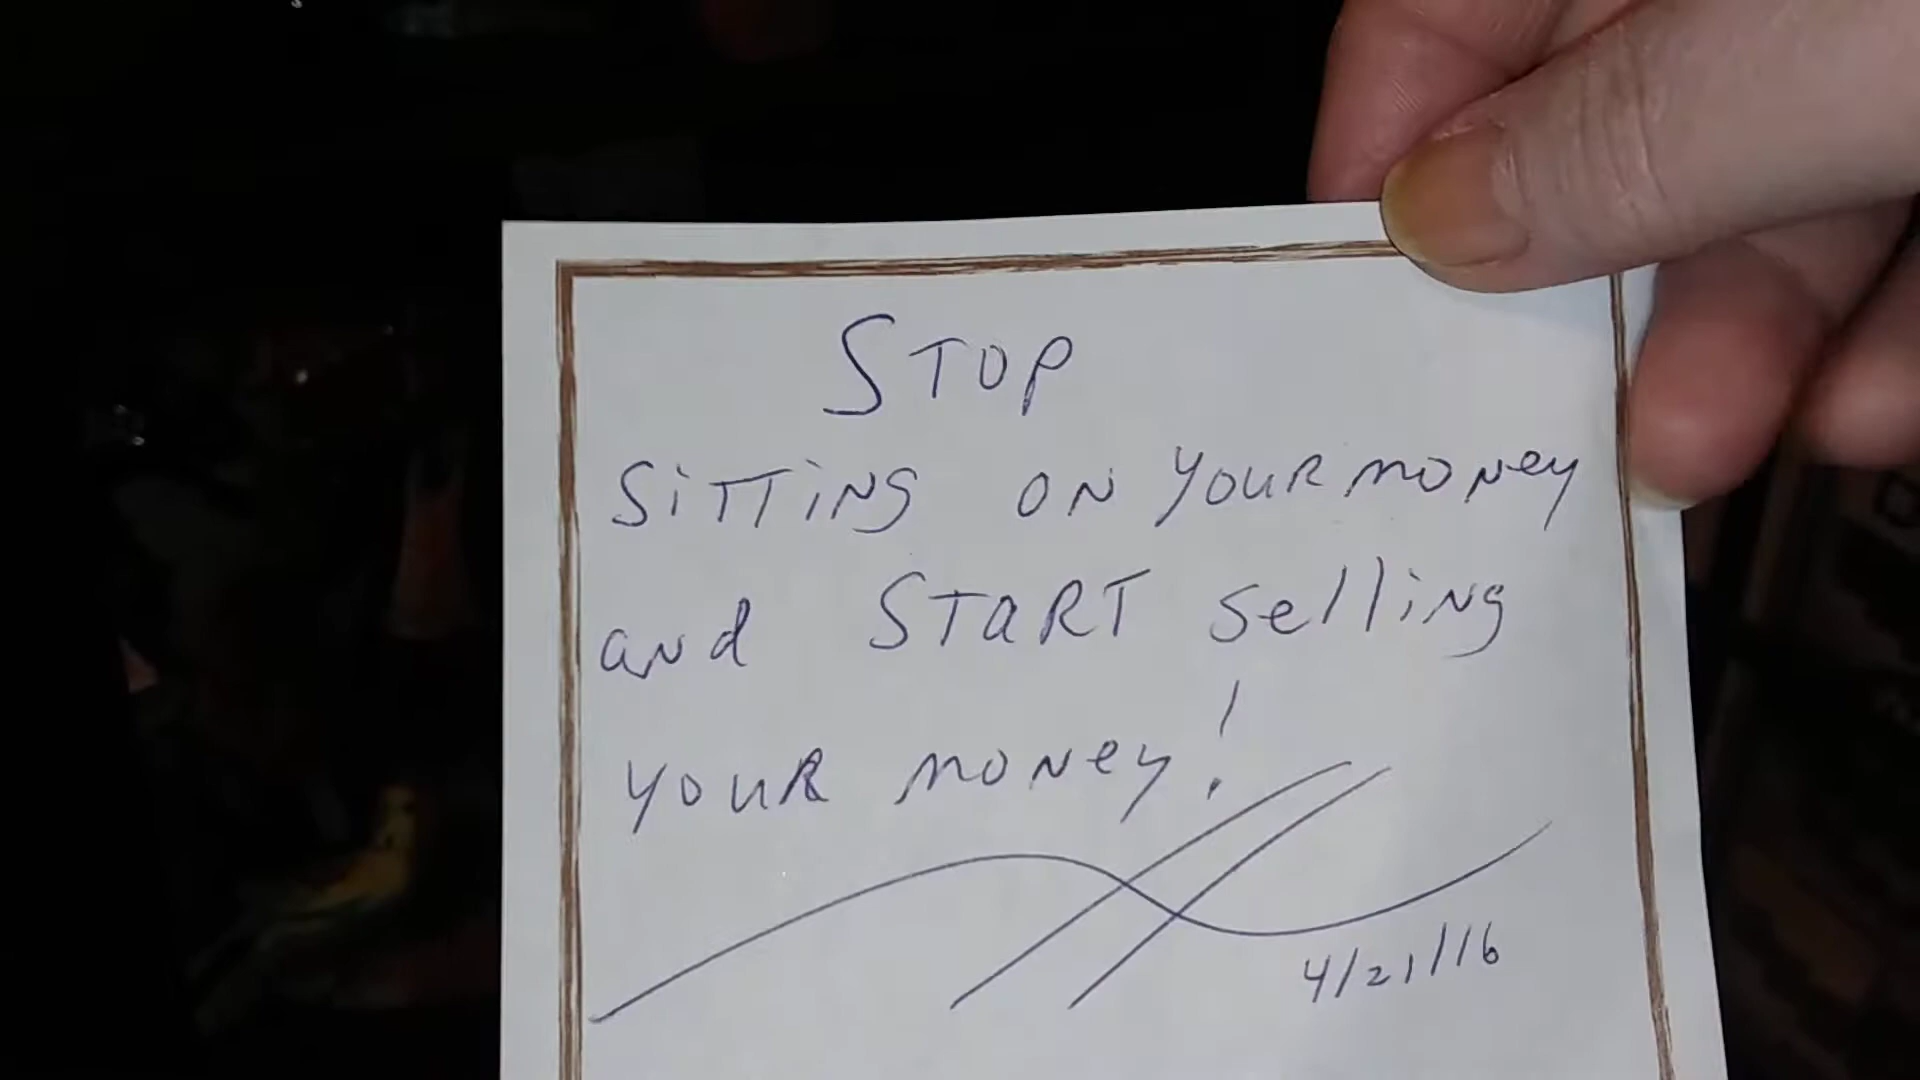 STOP
SiTTiNg ON YOUR mONey
aNd START SelliNg
YOUR mONey!
4/21/16